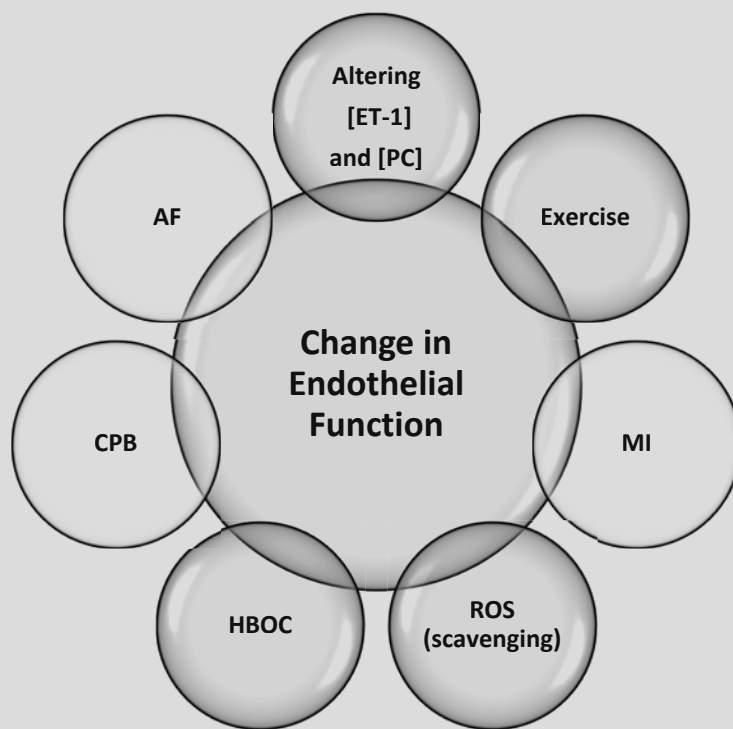 Altering
[ET-1]
and [PC]
AF
Exercise
Change in
Endothelial
Function
CPB
MI
HBOC
ROS
(scavenging)